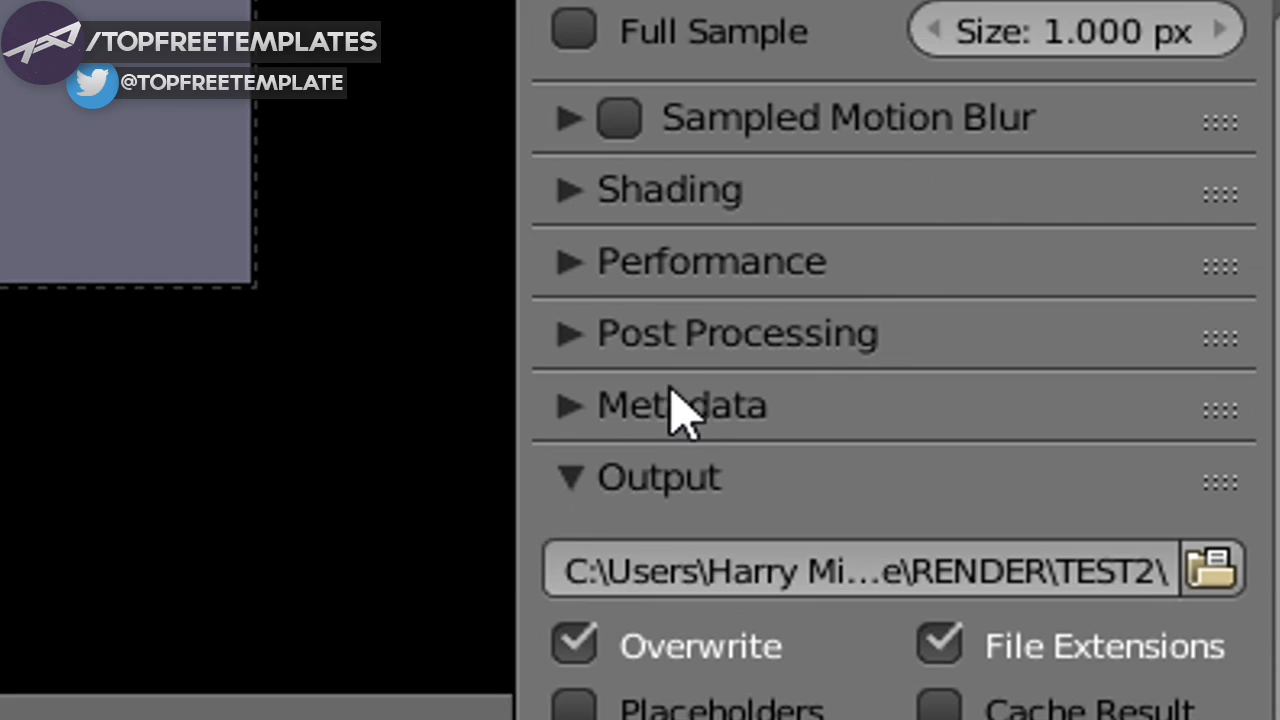 /TOPFREETEMPLATES
@TOPFREETEMPLATE
Full Sample
Size: 1.000 px
Sampled Motion Blur
Shading
Performance
Post Processing
Metadata
Output
C:\Users\Harry Mi...e\RENDER\TEST2\
Overwrite
File Extensions
Placeholders
Cache Result